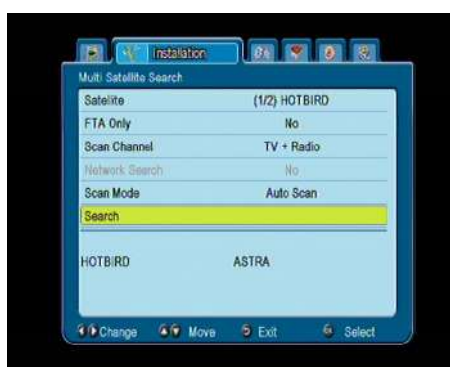 Installation
Multi Satellite Search
Satellite (1/2) HOTBIRD
FTA Only No
Scan Channel TV + Radio
Network Search No
Scan Mode Auto Scan
Search
HOTBIRD ASTRA
Change Move Exit Select